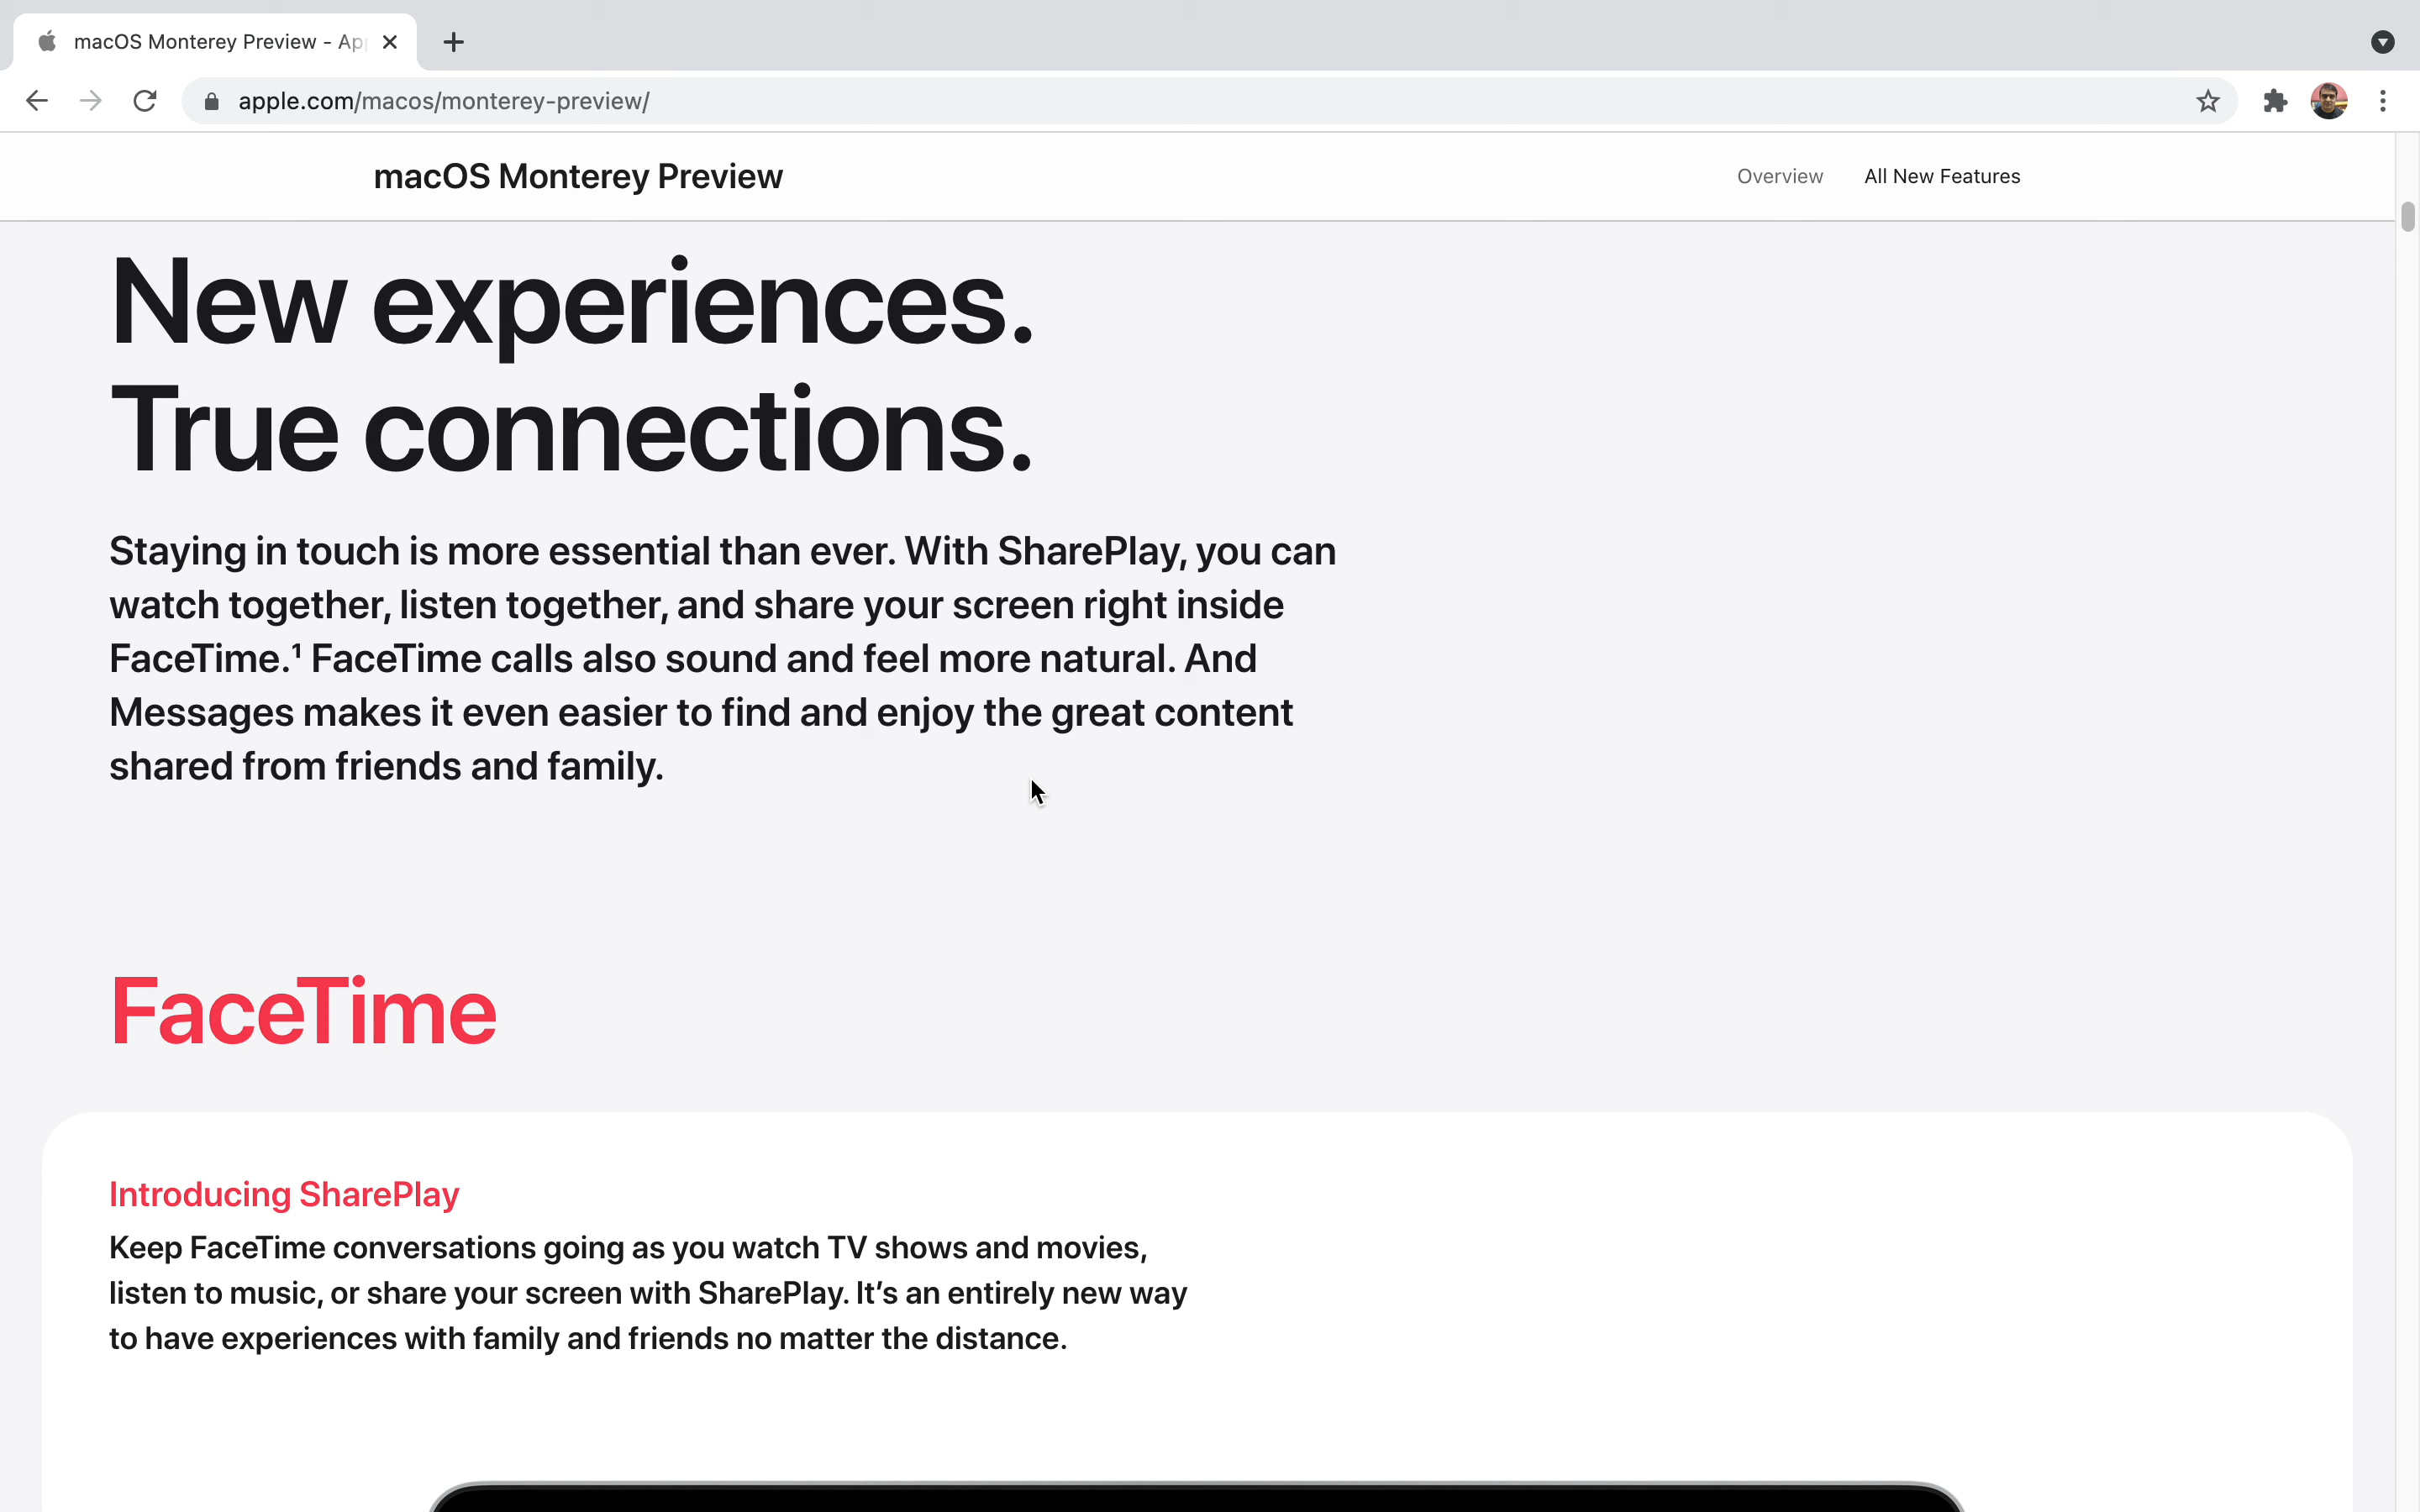 macOS Monterey Preview - Ap
apple.com/macos/monterey-preview/
macOS Monterey Preview
Overview
All New Features
New experiences.
True connections.
Staying in touch is more essential than ever. With SharePlay, you can
watch together, listen together, and share your screen right inside
FaceTime.¹ FaceTime calls also sound and feel more natural. And
Messages makes it even easier to find and enjoy the great content
shared from friends and family.
FaceTime
Introducing SharePlay
Keep FaceTime conversations going as you watch TV shows and movies,
listen to music, or share your screen with SharePlay. It’s an entirely new way
to have experiences with family and friends no matter the distance.